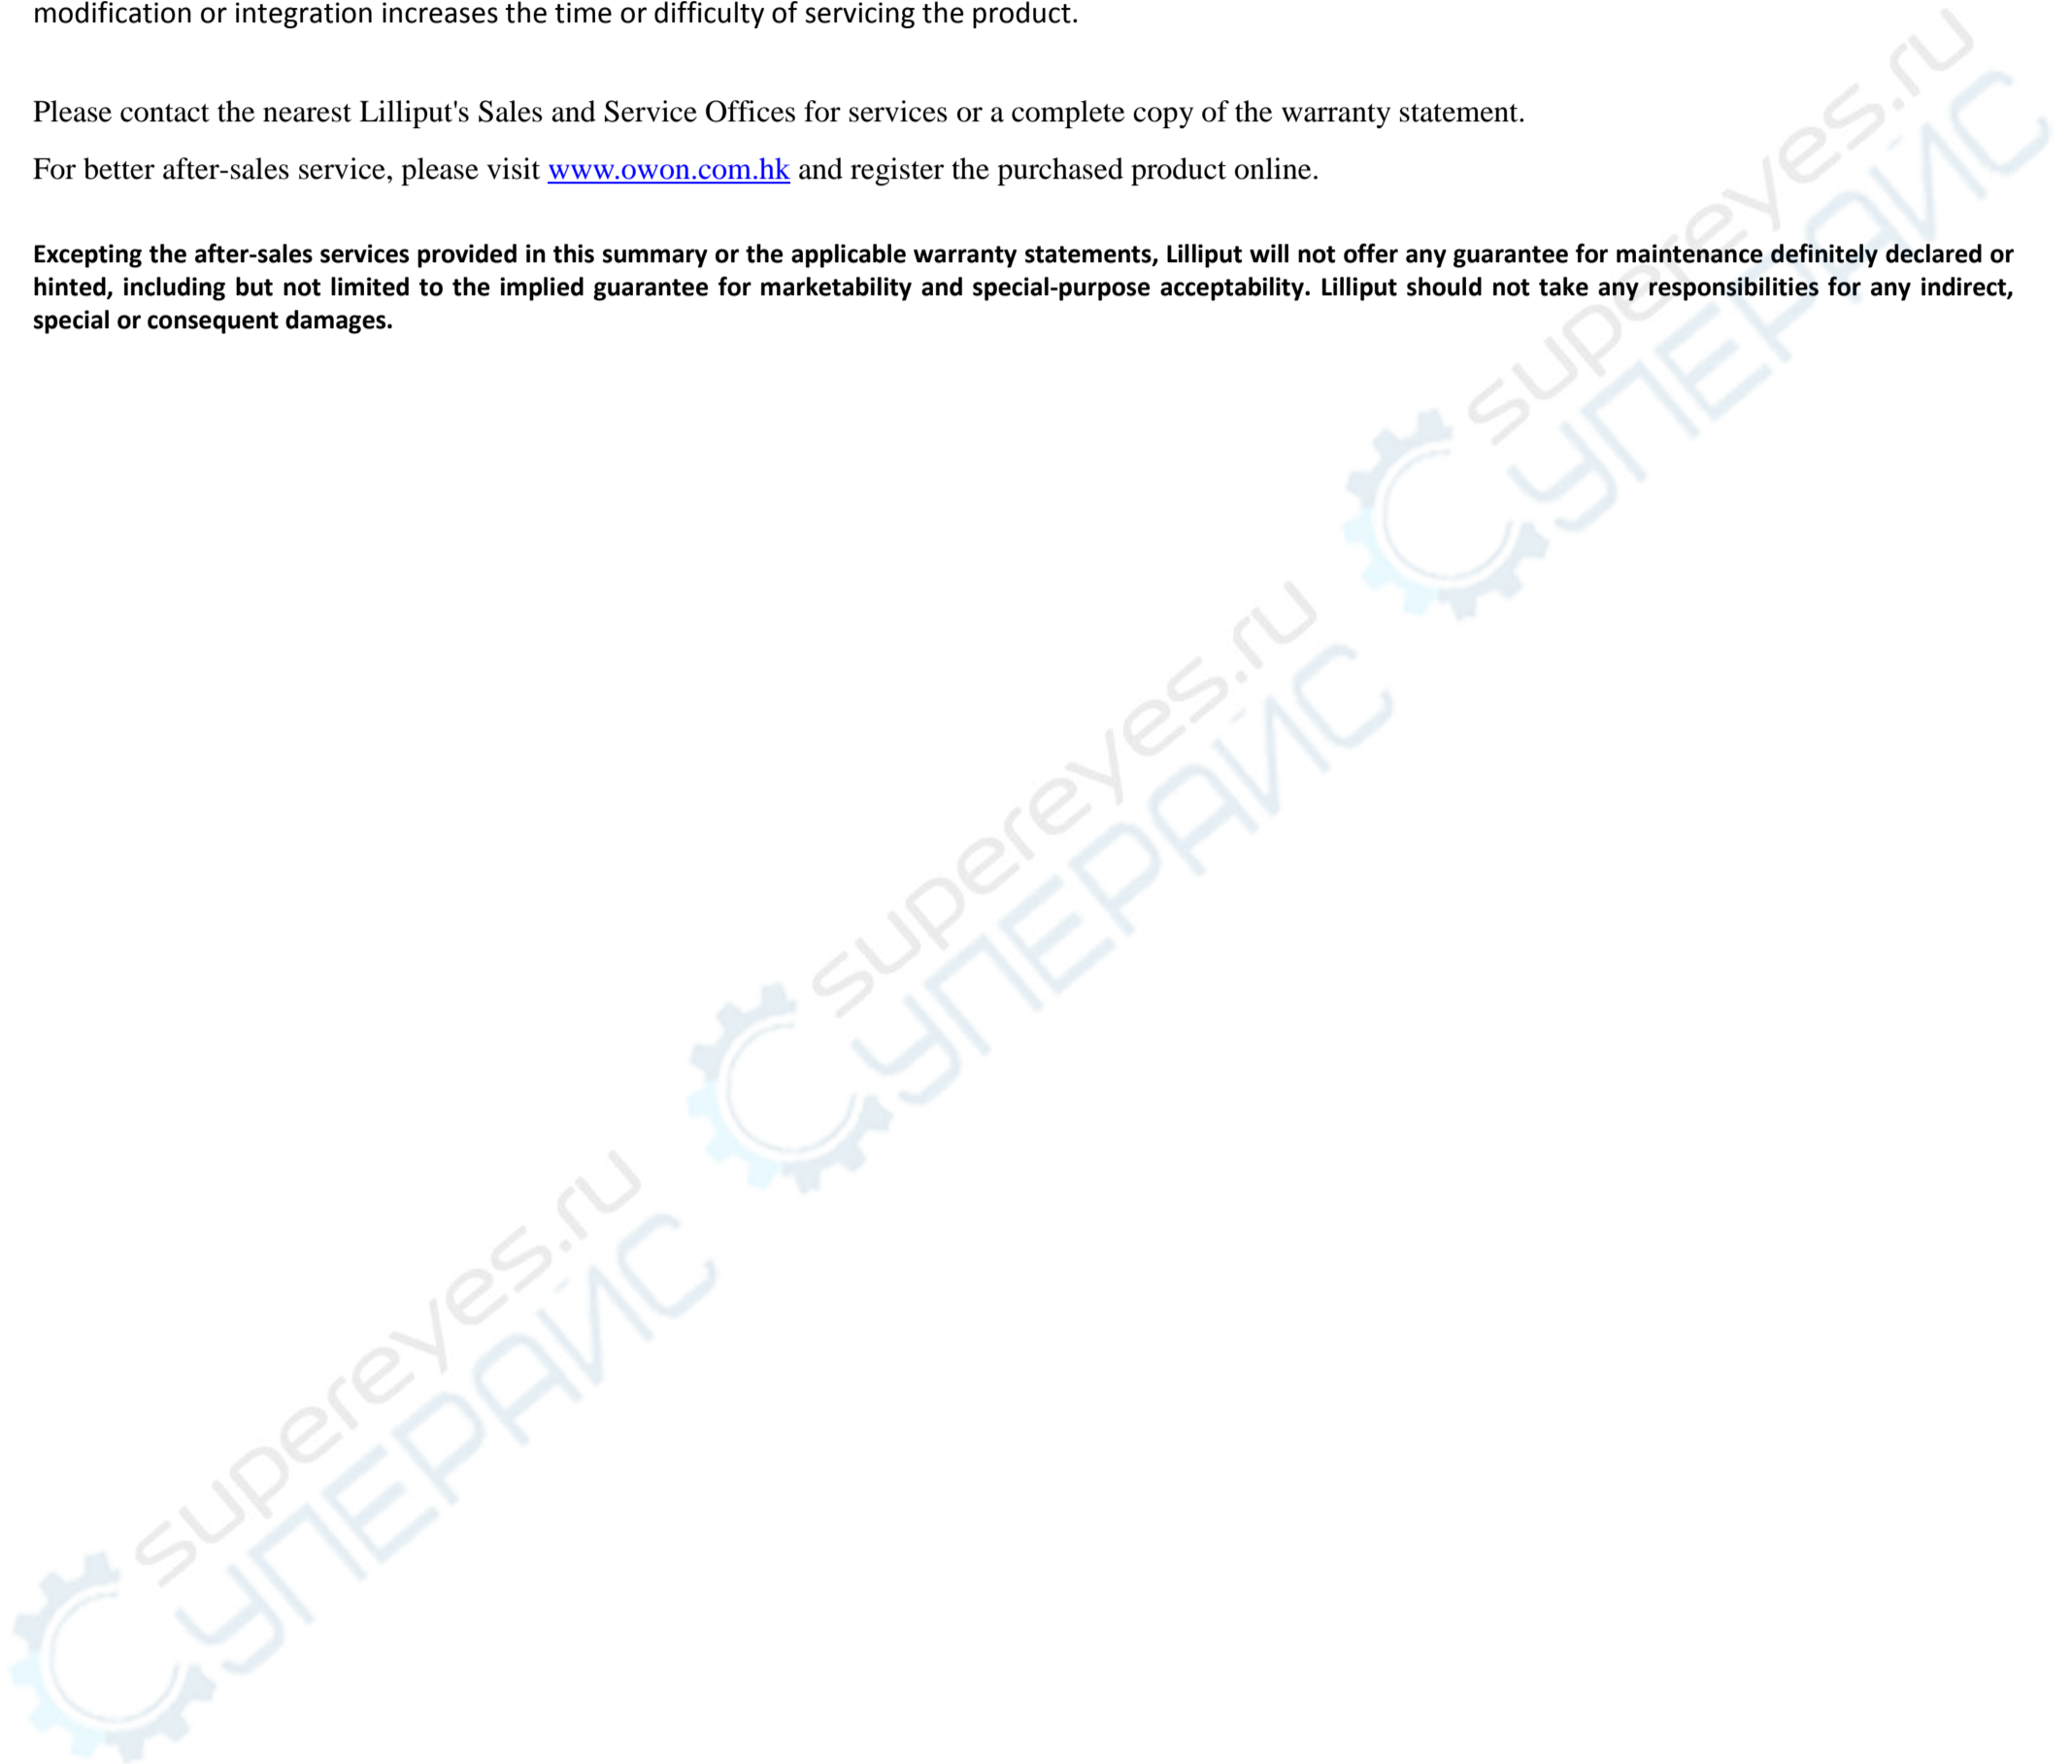 modification or integration increases the time or difficulty of servicing the product.
Please contact the nearest Lilliput's Sales and Service Offices for services or a complete copy of the warranty statement.
For better after-sales service, please visit www.owon.com.hk and register the purchased product online.
Excepting the after-sales services provided in this summary or the applicable warranty statements, Lilliput will not offer any guarantee for maintenance definitely declared or
hinted, including but not limited to the implied guarantee for marketability and special-purpose acceptability. Lilliput should not take any responsibilities for any indirect,
special or consequent damages.
supereyes.ru
СУПЕРАЙС
supereyes.ru
СУПЕРАЙС
supereyes.ru
СУПЕРАЙС